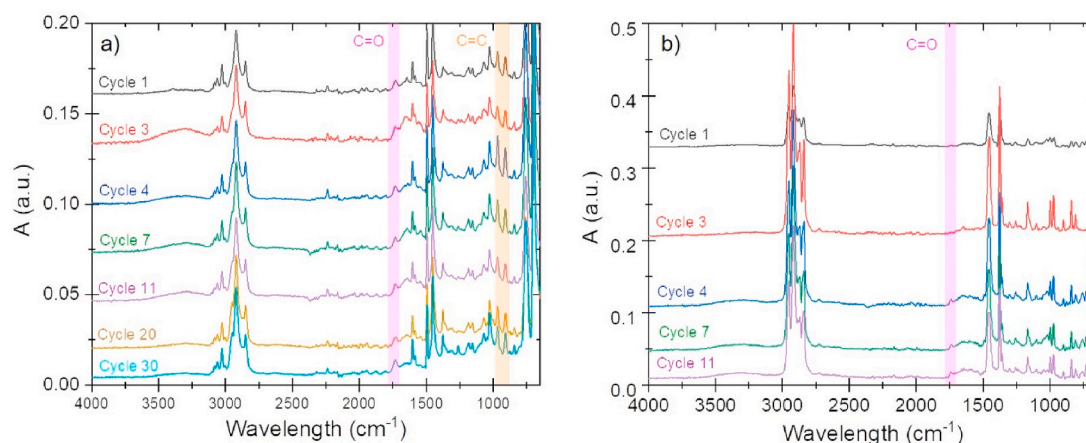 a)
C=O
C=C
0.20
0.15
0.10
0.05
0.00
A (a.u.)
Cycle 1
Cycle 3
Cycle 4
Cycle 7
Cycle 11
Cycle 20
Cycle 30
4000 3500 3000 2500 2000 1500 1000
Wavelength (cm⁻¹)
b)
C=O
0.5
0.4
0.3
0.2
0.1
0.0
A (a.u.)
Cycle 1
Cycle 3
Cycle 4
Cycle 7
Cycle 11
4000 3500 3000 2500 2000 1500 1000
Wavelength (cm⁻¹)